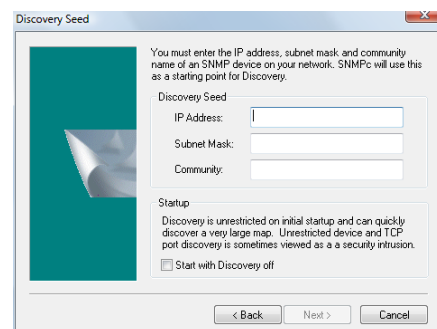 Discovery Seed
You must enter the IP address, subnet mask and community
name of an SNMP device on your network. SNMPc will use this
as a starting point for Discovery.
Discovery Seed
IP Address:
Subnet Mask:
Community:
Startup
Discovery is unrestricted on initial startup and can quickly
discover a very large map. Unrestricted device and TCP
port discovery is sometimes viewed as a a security intrusion.
Start with Discovery off
< Back
Next >
Cancel